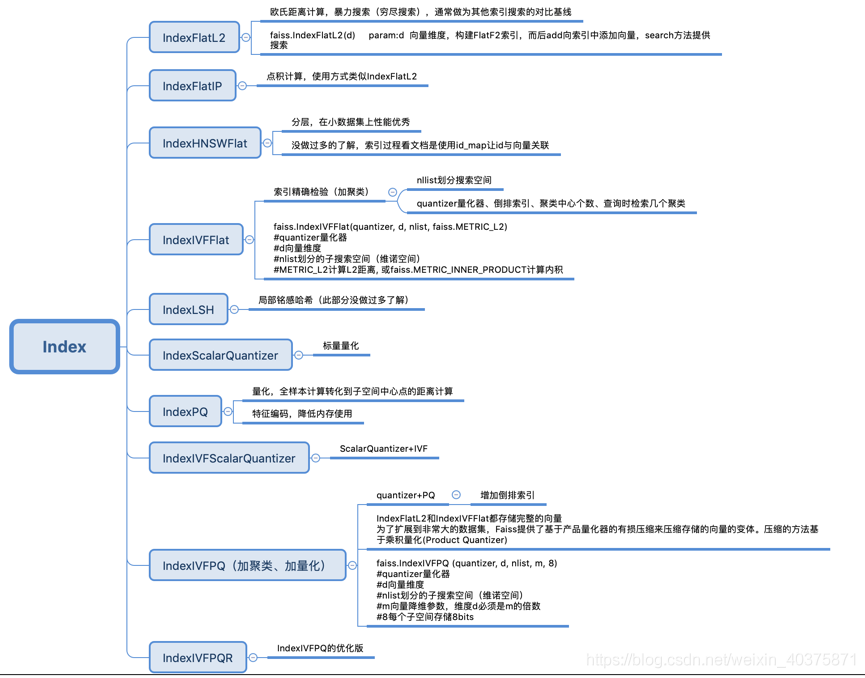 Index
IndexFlatL2
欧氏距离计算，暴力搜索（穷尽搜索），通常做为其他索引搜索的对比基线
faiss.IndexFlatL2(d) param:d 向量维度，构建FlatF2索引，而后add向索引中添加向量，search方法提供
搜索
IndexFlatIP
点积计算，使用方式类似IndexFlatL2
IndexHNSWFlat
分层，在小数据集上性能优秀
没做过多的了解，索引过程看文档是使用id_map让id与向量关联
IndexIVFFlat
索引精确检验（加聚类）
nllist划分搜索空间
quantizer量化器、倒排索引、聚类中心个数、查询时检索几个聚类
faiss.IndexIVFFlat(quantizer, d, nlist, faiss.METRIC_L2)
#quantizer量化器
#d向量维度
#nlist划分的子搜索空间（维诺空间）
#METRIC_L2计算L2距离, 或faiss.METRIC_INNER_PRODUCT计算内积
IndexLSH
局部铭感哈希（此部分没做过多了解）
IndexScalarQuantizer
标量量化
IndexPQ
量化，全样本计算转化到子空间中心点的距离计算
特征编码，降低内存使用
IndexIVFScalarQuantizer
ScalarQuantizer+IVF
IndexIVFPQ（加聚类、加量化）
quantizer+PQ
增加倒排索引
IndexFlatL2和IndexIVFFlat都存储完整的向量
为了扩展到非常大的数据集，Faiss提供了基于产品量化器的有损压缩来压缩存储的向量的变体。压缩的方法基
于乘积量化(Product Quantizer)
faiss.IndexIVFPQ (quantizer, d, nlist, m, 8)
#quantizer量化器
#d向量维度
#nlist划分的子搜索空间（维诺空间）
#m向量降维参数，维度d必须是m的倍数
#8每个子空间存储8bits
IndexIVFPQR
IndexIVFPQ的优化版
https://blog.csdn.net/weixin_40375871